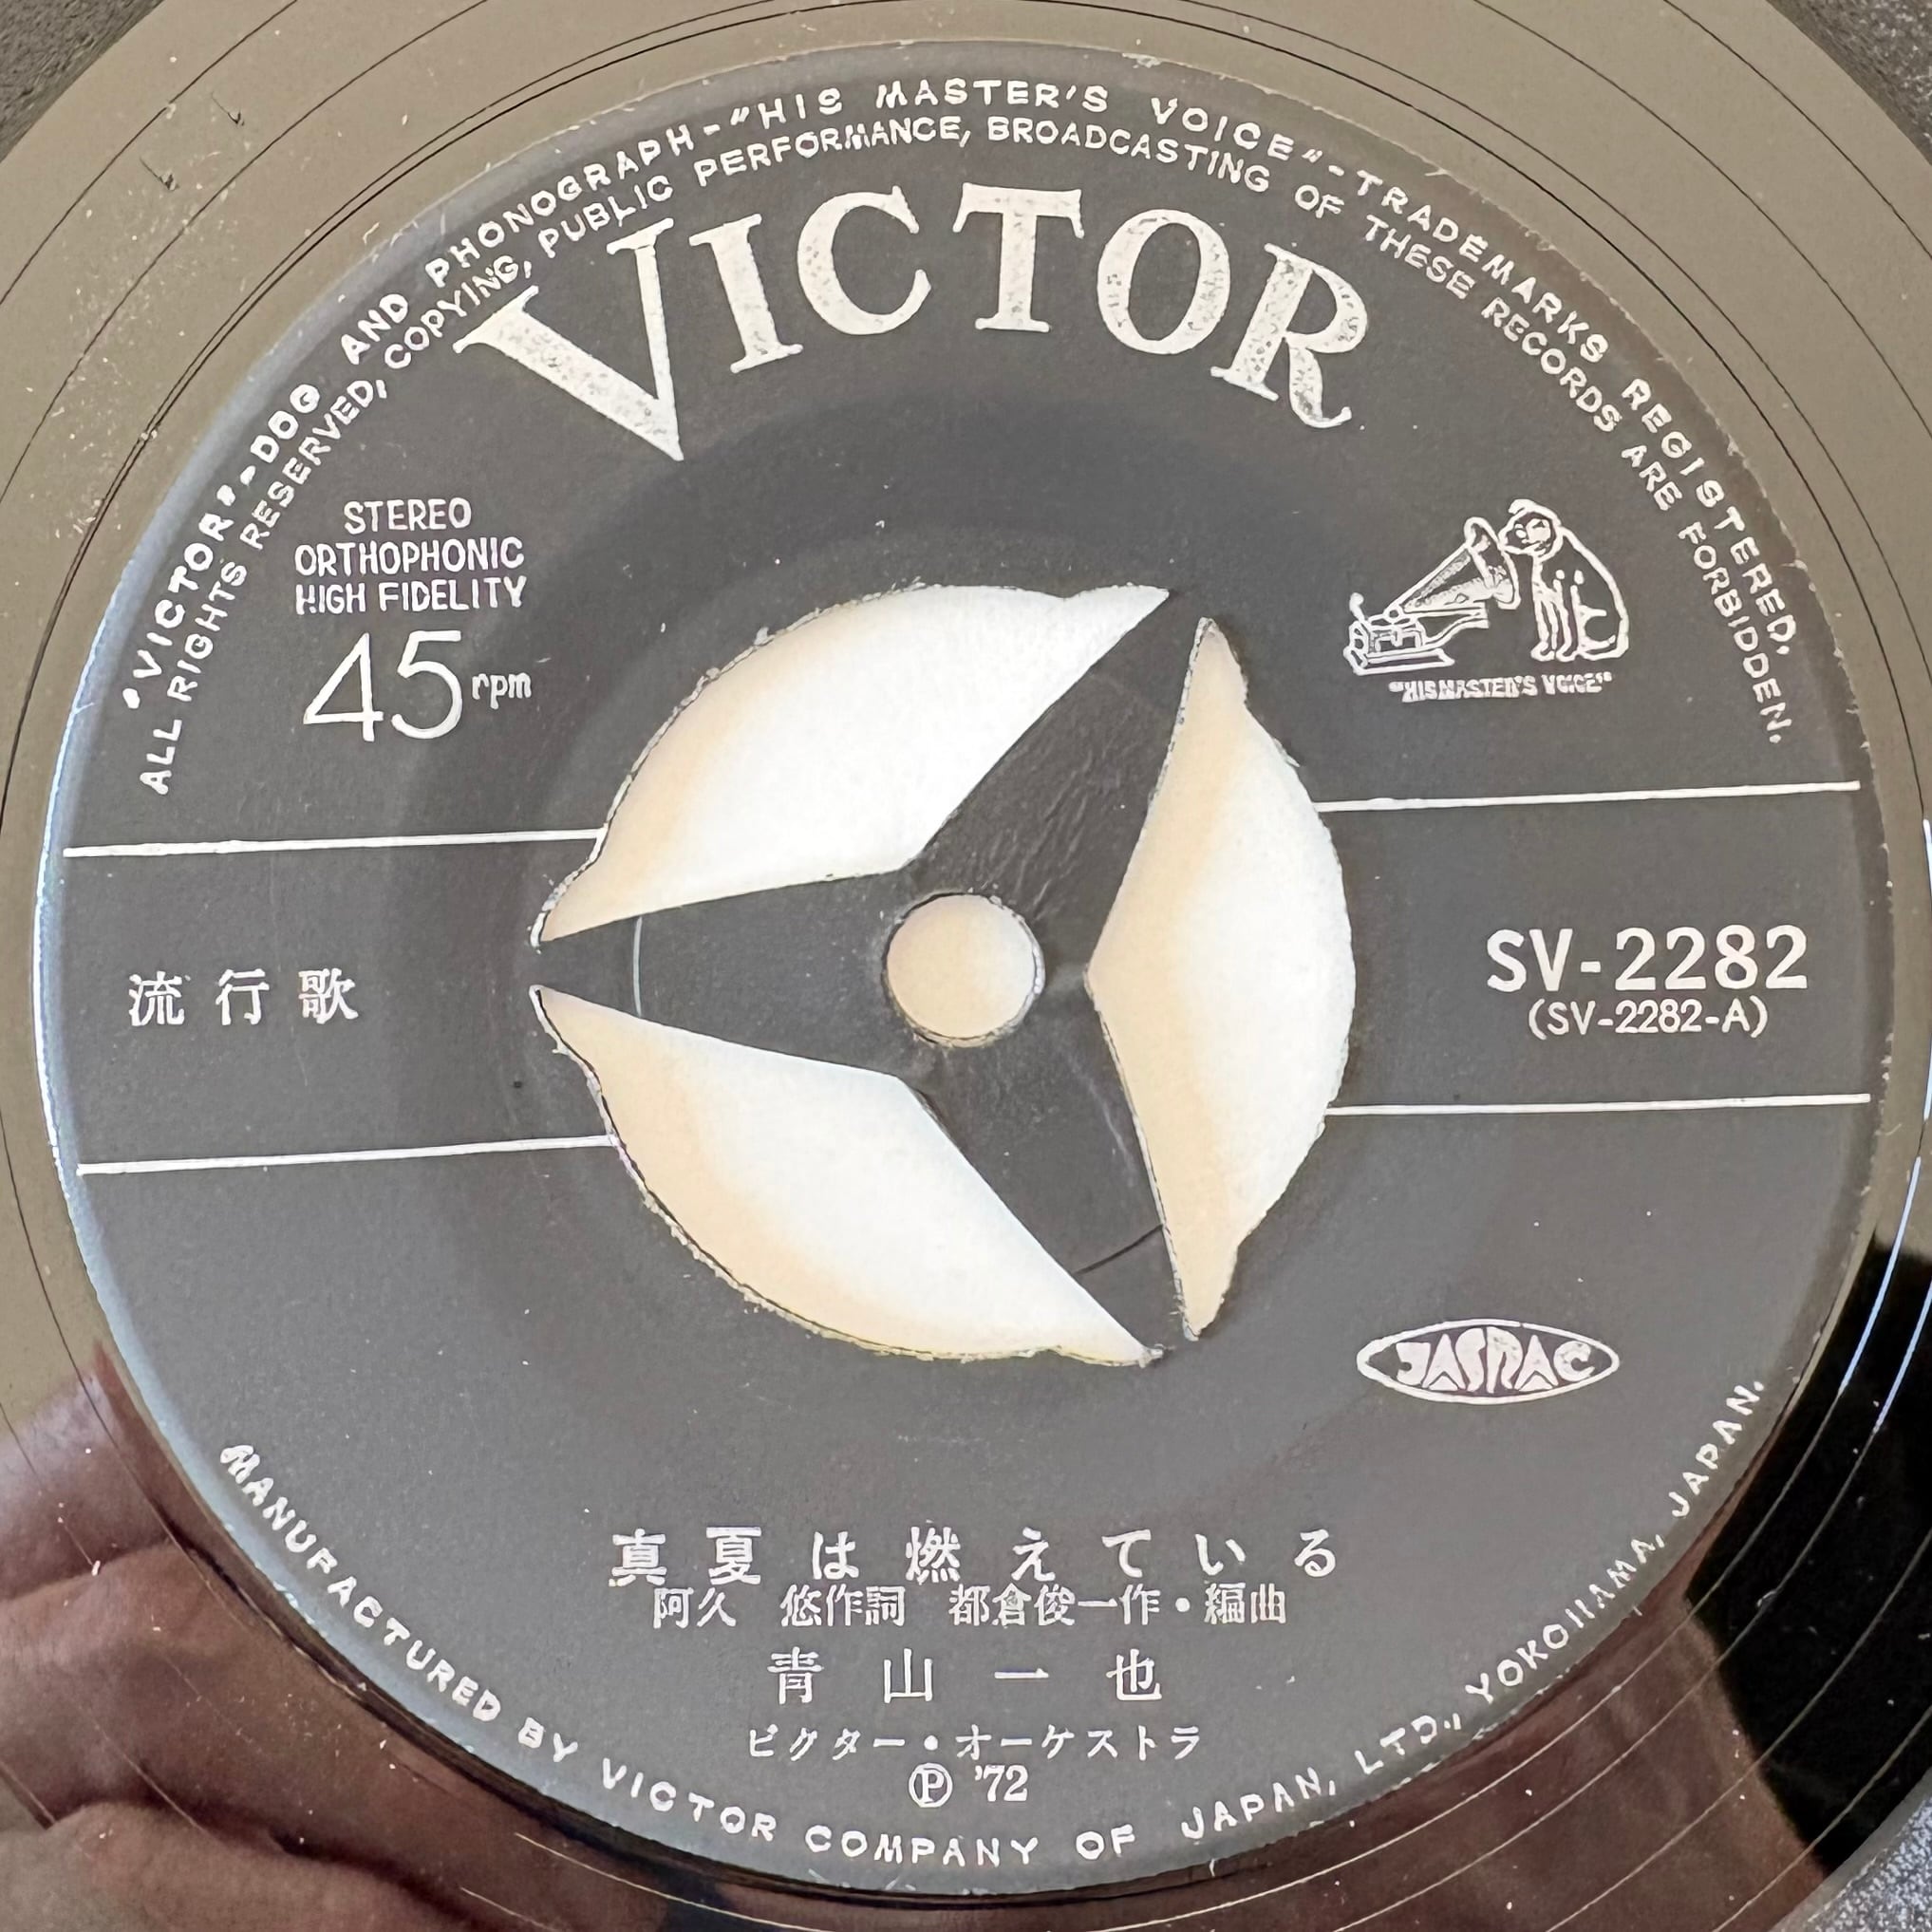 "VICTOR"-DOG AND PHONOGRAPH-"HIS MASTER'S VOICE"-TRADEMARKS REGISTERED,
ALL RIGHTS RESERVED, COPYING, PUBLIC PERFORMANCE, BROADCASTING OF THESE RECORDS ARE FORBIDDEN.
VICTOR
STEREO
ORTHOPHONIC
HIGH FIDELITY
45 rpm
"HIS MASTER'S VOICE"
流行歌
SV-2282
(SV-2282-A)
JASRAC
真夏は燃えている
阿久 悠作詞 都倉俊一作・編曲
青山一也
ビクター・オーケストラ
Ⓟ '72
MANUFACTURED BY VICTOR COMPANY OF JAPAN, LTD., YOKOHAMA, JAPAN.